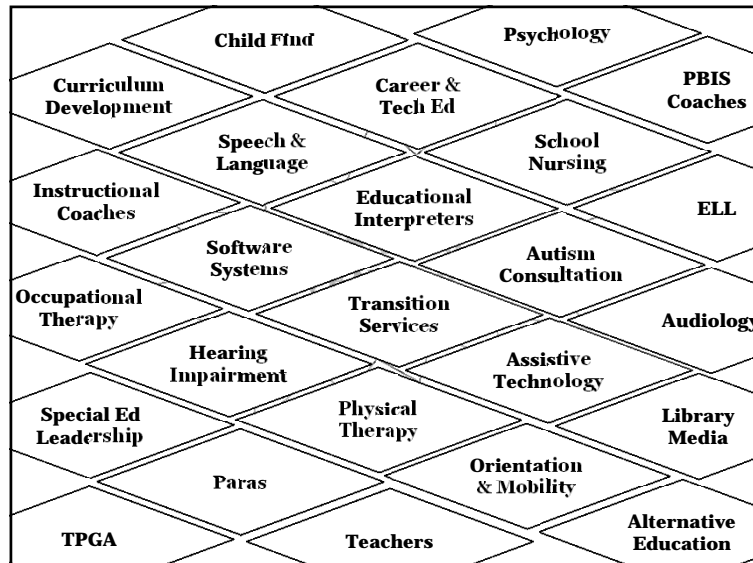 Child Find
Psychology
Curriculum
Development
Career &
Tech Ed
PBIS
Coaches
Speech &
Language
School
Nursing
Instructional
Coaches
Educational
Interpreters
ELL
Software
Systems
Autism
Consultation
Occupational
Therapy
Transition
Services
Audiology
Hearing
Impairment
Assistive
Technology
Special Ed
Leadership
Physical
Therapy
Library
Media
Paras
Orientation
& Mobility
TPGA
Teachers
Alternative
Education